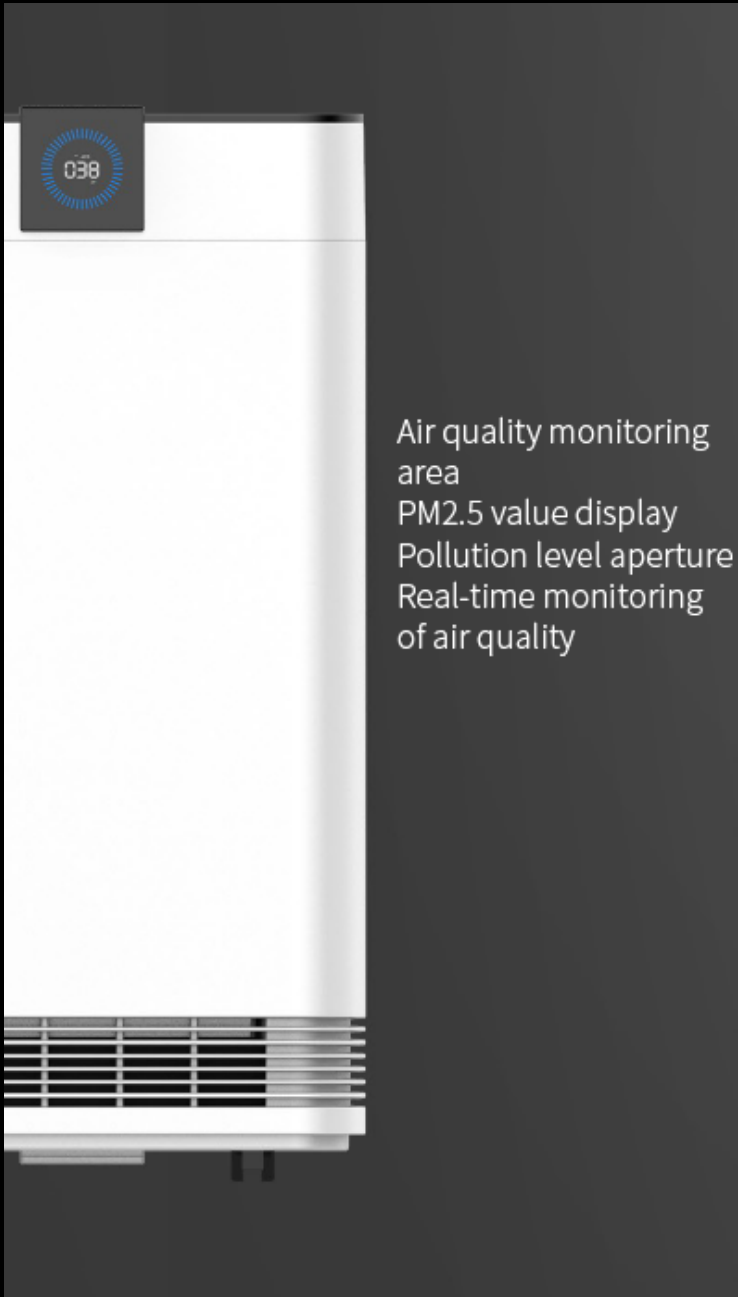 038
Air quality monitoring
area
PM2.5 value display
Pollution level aperture
Real-time monitoring
of air quality